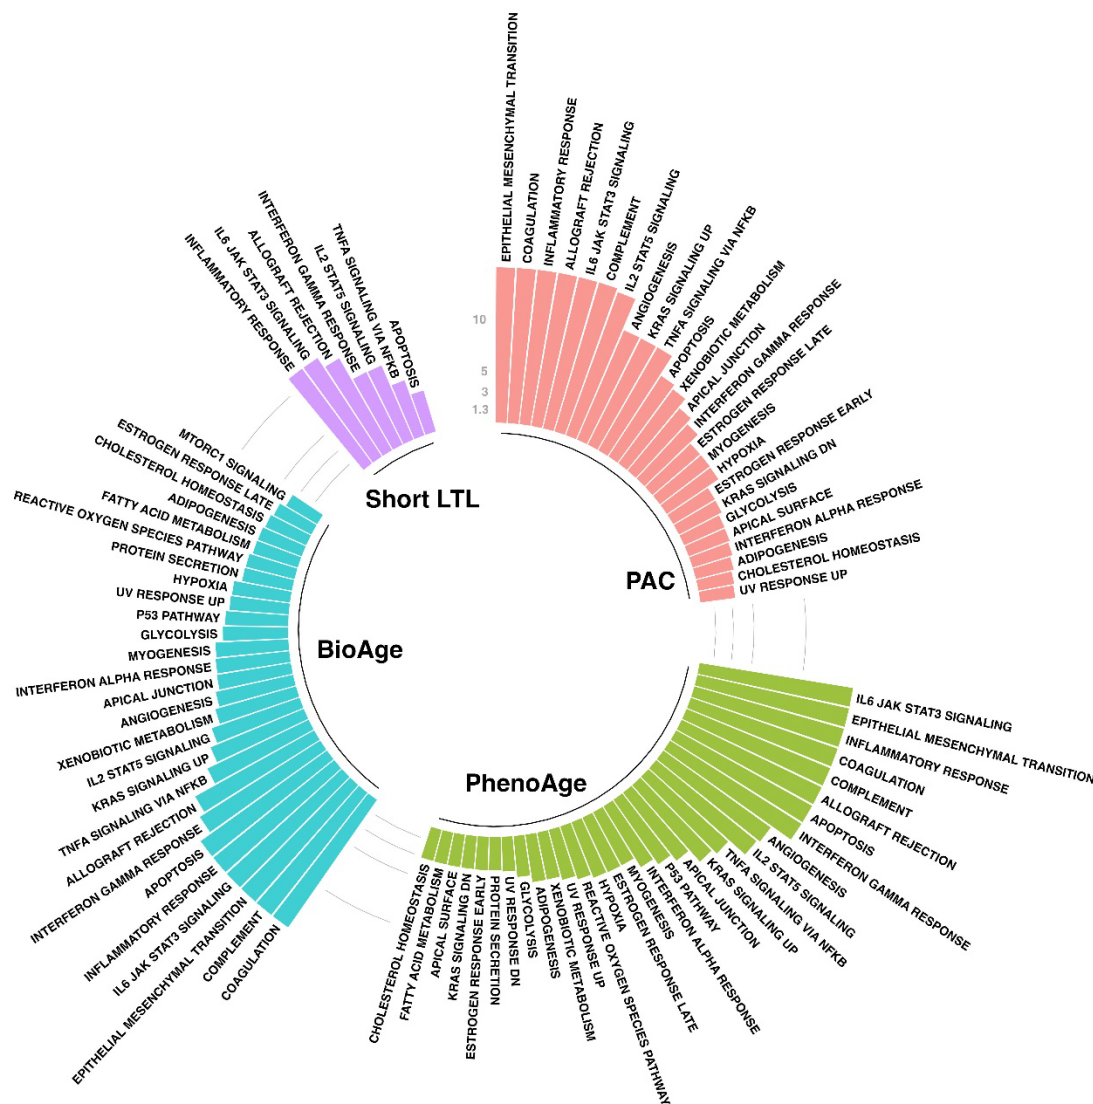 EPITHELIAL MESENCHYMAL TRANSITION
COAGULATION
INFLAMMATORY RESPONSE
ALLOGRAFT REJECTION
IL6 JAK STAT3 SIGNALING
COMPLEMENT
IL2 STAT5 SIGNALING
ANGIOGENESIS
KRAS SIGNALING UP
TNFA SIGNALING VIA NFKB
APOPTOSIS
XENOBIOTIC METABOLISM
APICAL JUNCTION
INTERFERON GAMMA RESPONSE
ESTROGEN RESPONSE LATE
MYOGENESIS
HYPOXIA
ESTROGEN RESPONSE EARLY
KRAS SIGNALING DN
GLYCOLYSIS
APICAL SURFACE
INTERFERON ALPHA RESPONSE
ADIPOGENESIS
CHOLESTEROL HOMEOSTASIS
UV RESPONSE UP
PAC
10
5
3
1.3
IL6 JAK STAT3 SIGNALING
EPITHELIAL MESENCHYMAL TRANSITION
INFLAMMATORY RESPONSE
COAGULATION
COMPLEMENT
ALLOGRAFT REJECTION
APOPTOSIS
INTERFERON GAMMA RESPONSE
ANGIOGENESIS
IL2 STAT5 SIGNALING
TNFA SIGNALING VIA NFKB
KRAS SIGNALING UP
APICAL JUNCTION
P53 PATHWAY
INTERFERON ALPHA RESPONSE
MYOGENESIS
ESTROGEN RESPONSE LATE
HYPOXIA
REACTIVE OXYGEN SPECIES PATHWAY
UV RESPONSE UP
XENOBIOTIC METABOLISM
ADIPOGENESIS
GLYCOLYSIS
UV RESPONSE DN
PROTEIN SECRETION
ESTROGEN RESPONSE EARLY
KRAS SIGNALING DN
APICAL SURFACE
FATTY ACID METABOLISM
CHOLESTEROL HOMEOSTASIS
PhenoAge
COAGULATION
COMPLEMENT
EPITHELIAL MESENCHYMAL TRANSITION
IL6 JAK STAT3 SIGNALING
INFLAMMATORY RESPONSE
APOPTOSIS
INTERFERON GAMMA RESPONSE
ALLOGRAFT REJECTION
TNFA SIGNALING VIA NFKB
KRAS SIGNALING UP
IL2 STAT5 SIGNALING
XENOBIOTIC METABOLISM
ANGIOGENESIS
APICAL JUNCTION
INTERFERON ALPHA RESPONSE
MYOGENESIS
GLYCOLYSIS
P53 PATHWAY
UV RESPONSE UP
HYPOXIA
PROTEIN SECRETION
REACTIVE OXYGEN SPECIES PATHWAY
FATTY ACID METABOLISM
ADIPOGENESIS
CHOLESTEROL HOMEOSTASIS
ESTROGEN RESPONSE LATE
MTORC1 SIGNALING
BioAge
INFLAMMATORY RESPONSE
IL6 JAK STAT3 SIGNALING
ALLOGRAFT REJECTION
INTERFERON GAMMA RESPONSE
IL2 STAT5 SIGNALING
TNFA SIGNALING VIA NFKB
APOPTOSIS
Short LTL